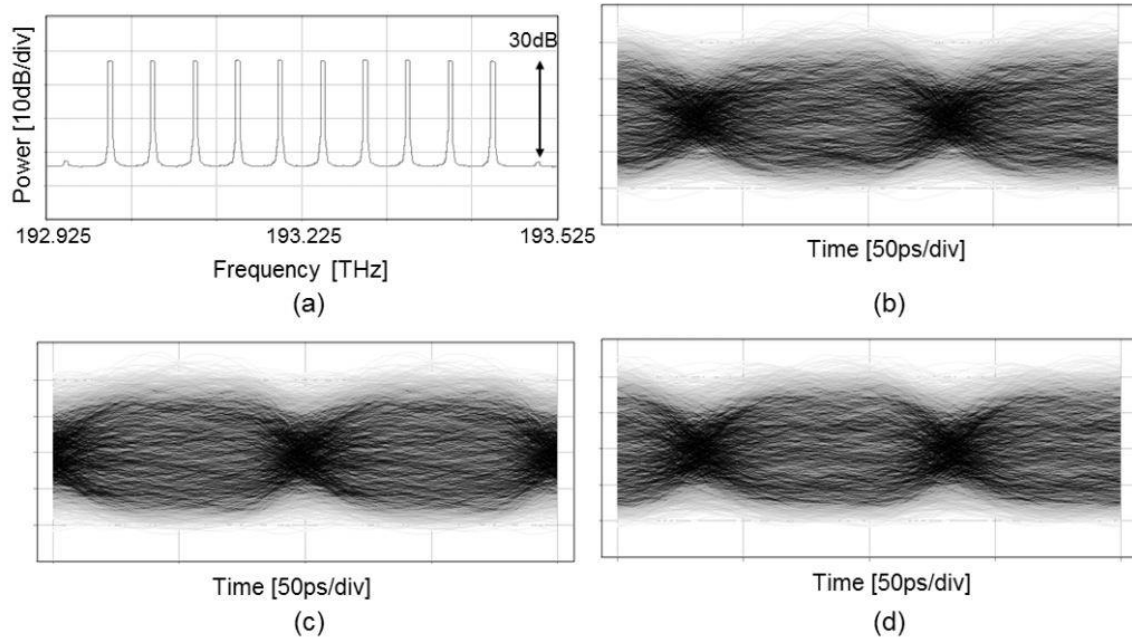 30dB
Power [10dB/div]
192.925
193.225
193.525
Frequency [THz]
(a)
Time [50ps/div]
(b)
Time [50ps/div]
(c)
Time [50ps/div]
(d)